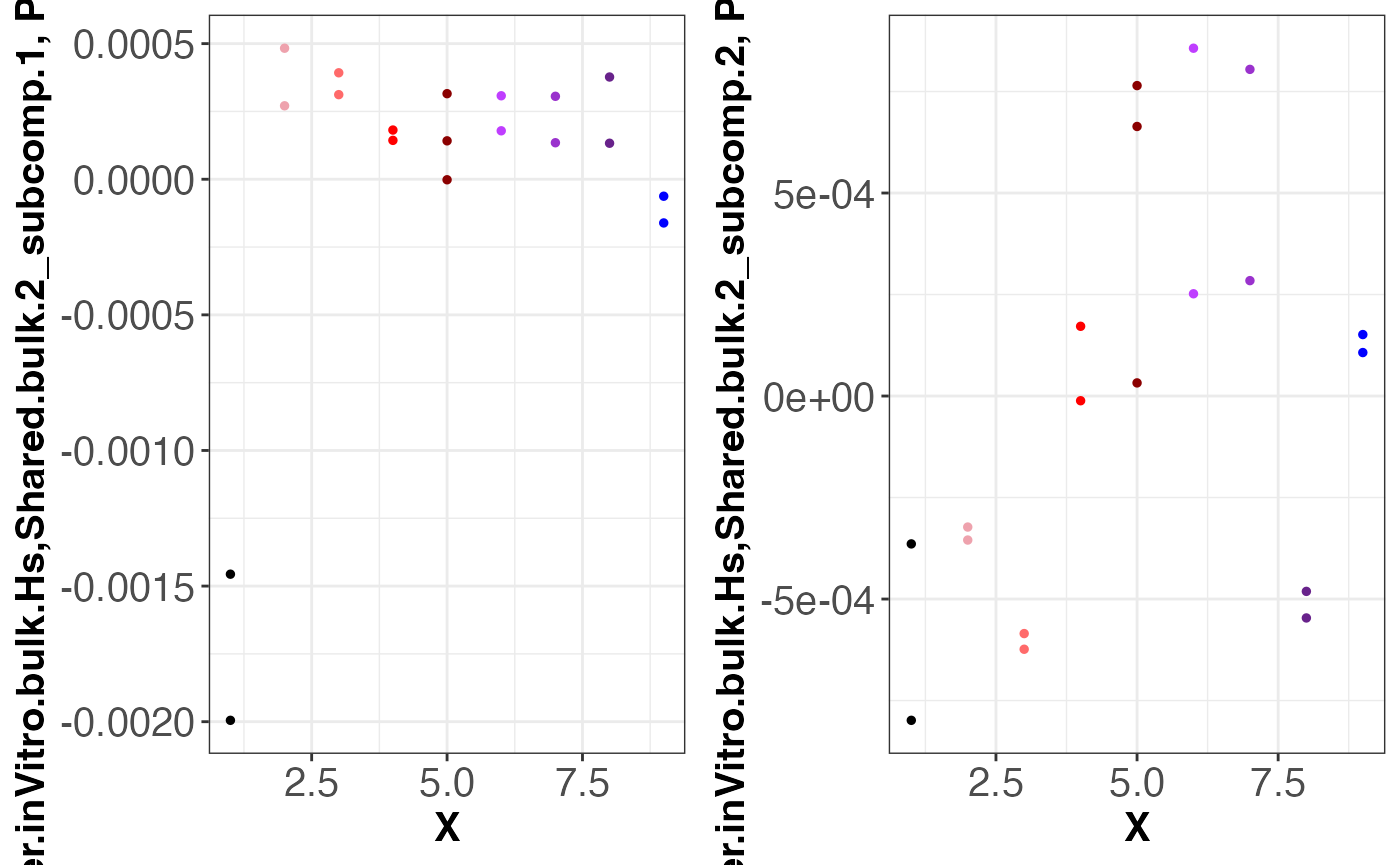 er.inVitro.bulk.Hs,Shared.bulk.2_subcomp.1, P
0.0005
0.0000
-0.0005
-0.0010
-0.0015
-0.0020
2.5 5.0 7.5
X
er.inVitro.bulk.Hs,Shared.bulk.2_subcomp.2, P
5e-04
0e+00
-5e-04
2.5 5.0 7.5
X